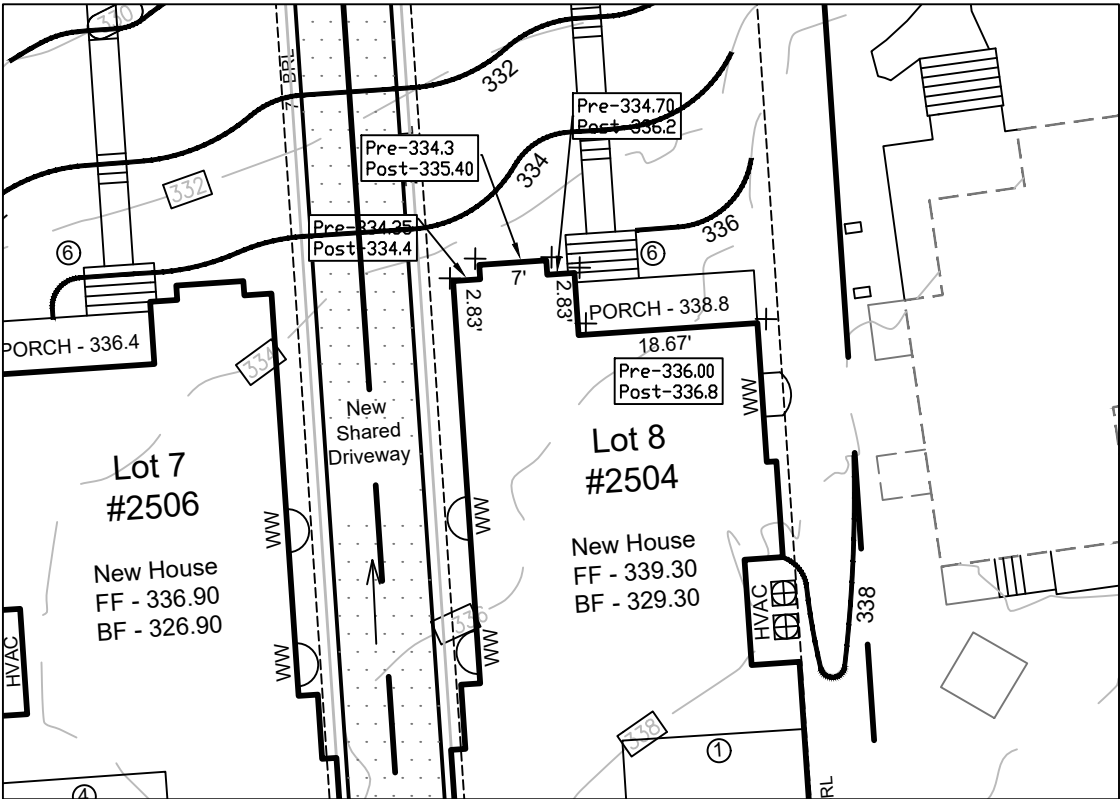 330
7' BRL
332
Pre-334.70
Post-336.2
Pre-334.3
Post-335.40
334
332
Pre-334.35
Post-334.4
336
6
6
7'
2.83'
2.83'
PORCH - 338.8
PORCH - 336.4
18.67'
334
Pre-336.00
Post-336.8
WW
New
Shared
Driveway
Lot 7
#2506
Lot 8
#2504
WW
WW
New House
FF - 336.90
BF - 326.90
New House
FF - 339.30
BF - 329.30
HVAC
338
336
HVAC
WW
WW
338
1
4
RL